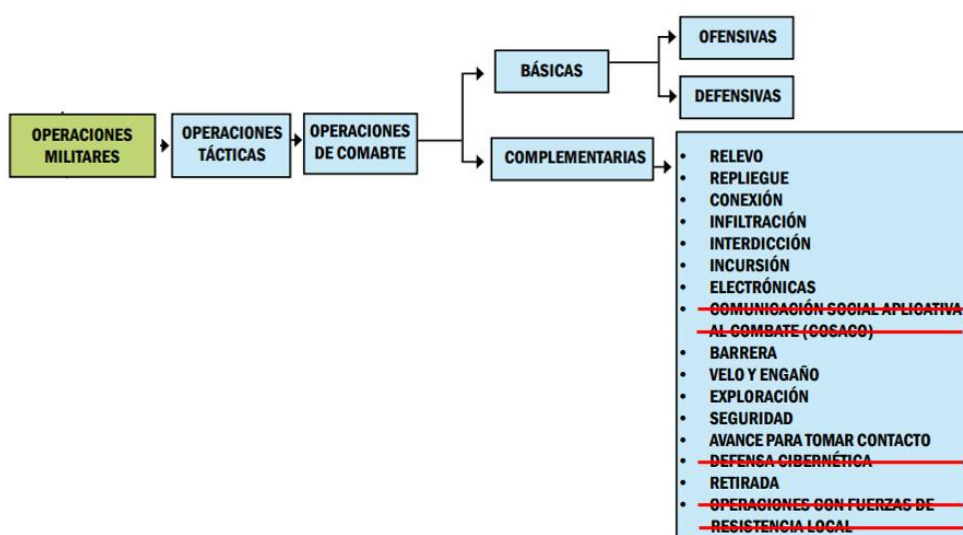 OPERACIONES
MILITARES
OPERACIONES
TÁCTICAS
OPERACIONES
DE COMABTE
BÁSICAS
OFENSIVAS
DEFENSIVAS
COMPLEMENTARIAS
• RELEVO
• REPLIEGUE
• CONEXIÓN
• INFILTRACIÓN
• INTERDICCIÓN
• INCURSIÓN
• ELECTRÓNICAS
• COMUNICACIÓN SOCIAL APLICATIVA
AL COMBATE (COSACO)
• BARRERA
• VELO Y ENGAÑO
• EXPLORACIÓN
• SEGURIDAD
• AVANCE PARA TOMAR CONTACTO
• DEFENSA CIBERNÉTICA
• RETIRADA
• OPERACIONES CON FUERZAS DE
RESISTENCIA LOCAL